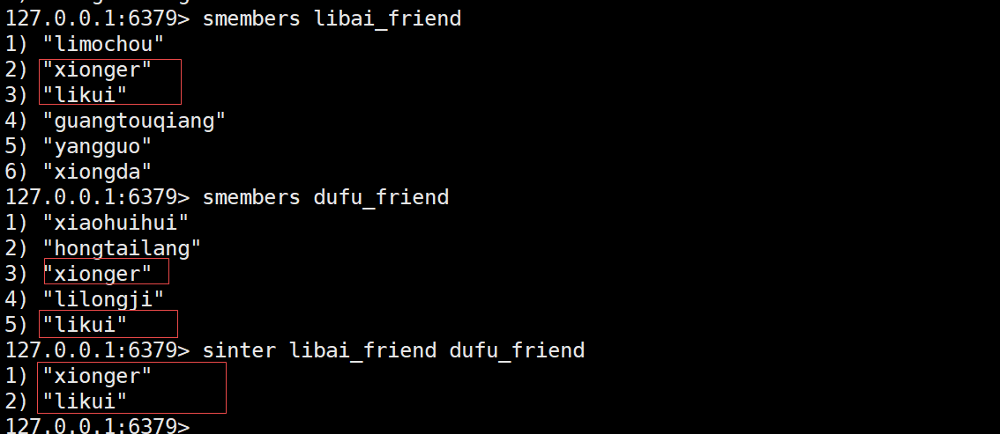 127.0.0.1:6379> smembers libai_friend
1) "limochou"
2) "xionger"
3) "likui"
4) "guangtouqiang"
5) "yangguo"
6) "xiongda"
127.0.0.1:6379> smembers dufu_friend
1) "xiaohuihui"
2) "hongtailang"
3) "xionger"
4) "lilongji"
5) "likui"
127.0.0.1:6379> sinter libai_friend dufu_friend
1) "xionger"
2) "likui"
127.0.0.1:6379>